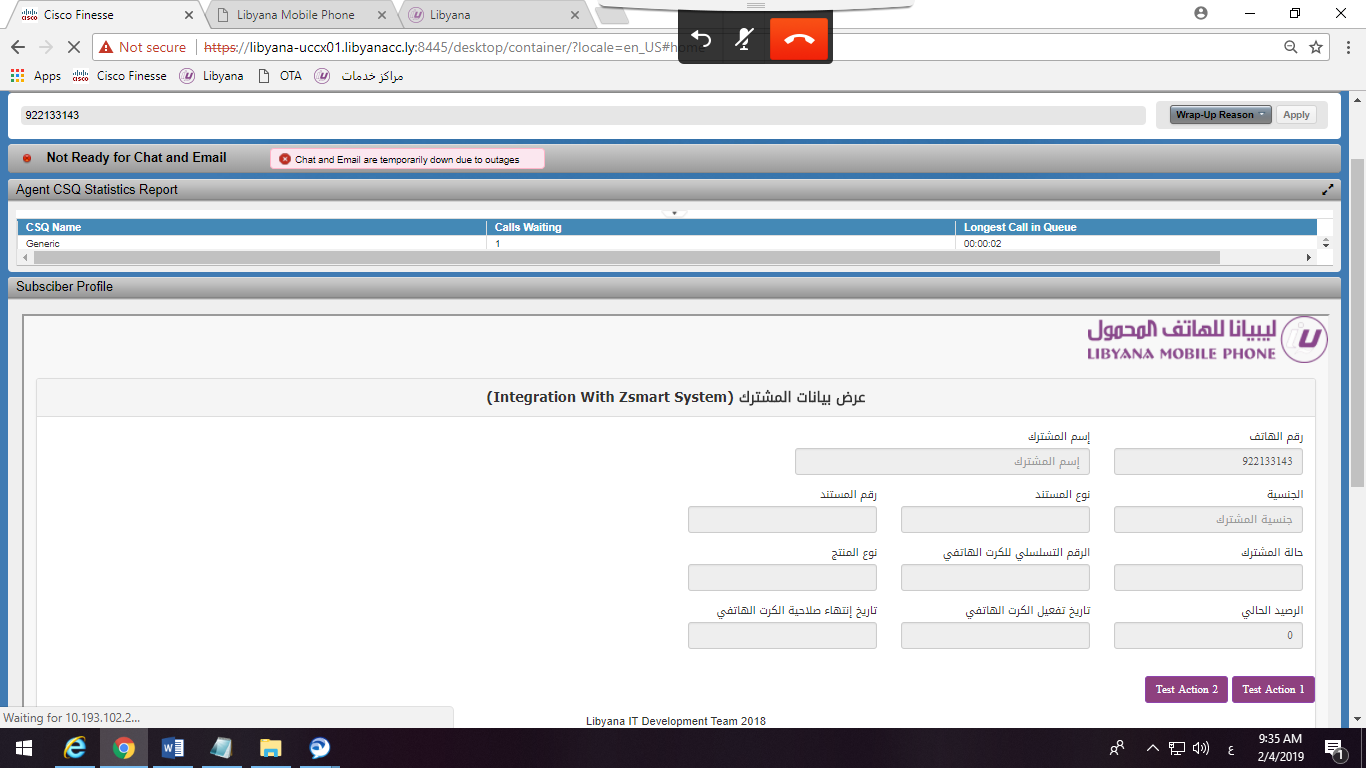 Cisco Finesse
Libyana Mobile Phone
Libyana
Not secure
https://libyana-uccx01.libyanacc.ly:8445/desktop/container/?locale=en_US#home
Apps
Cisco Finesse
Libyana
OTA
مراكز خدمات
922133143
Wrap-Up Reason
Apply
Not Ready for Chat and Email
Chat and Email are temporarily down due to outages
Agent CSQ Statistics Report
CSQ Name Calls Waiting Longest Call in Queue
Generic 1 00:00:02
Subsciber Profile
ليبيانا للهاتف المحمول
LIBYANA MOBILE PHONE
عرض بيانات المشترك (Integration With Zsmart System)
رقم الهاتف إسم المشترك
922133143 إسم المشترك
الجنسية نوع المستند رقم المستند
جنسية المشترك
حالة المشترك الرقم التسلسلي للكرت الهاتفي نوع المنتج
الرصيد الحالي تاريخ تفعيل الكرت الهاتفي تاريخ إنتهاء صلاحية الكرت الهاتفي
0
Test Action 2 Test Action 1
Waiting for 10.193.102.2...
Libyana IT Development Team 2018
ع
9:35 AM
2/4/2019
1